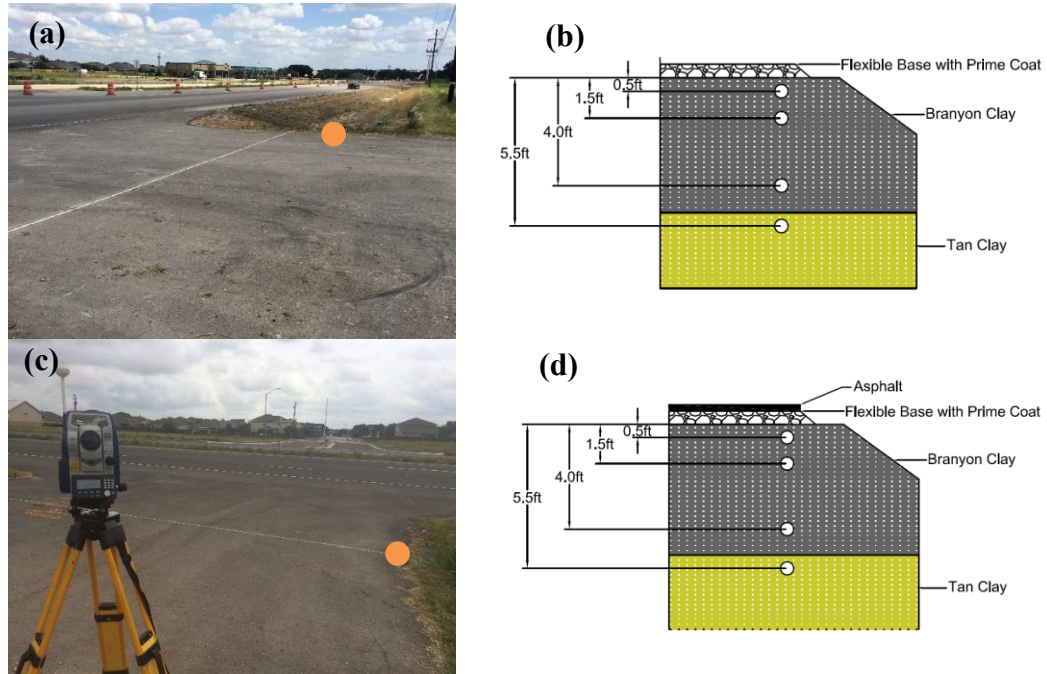 (a)
(b)
Flexible Base with Prime Coat
0.5ft
1.5ft
4.0ft
5.5ft
Branyon Clay
Tan Clay
(c)
(d)
Asphalt
Flexible Base with Prime Coat
0.5ft
1.5ft
4.0ft
5.5ft
Branyon Clay
Tan Clay